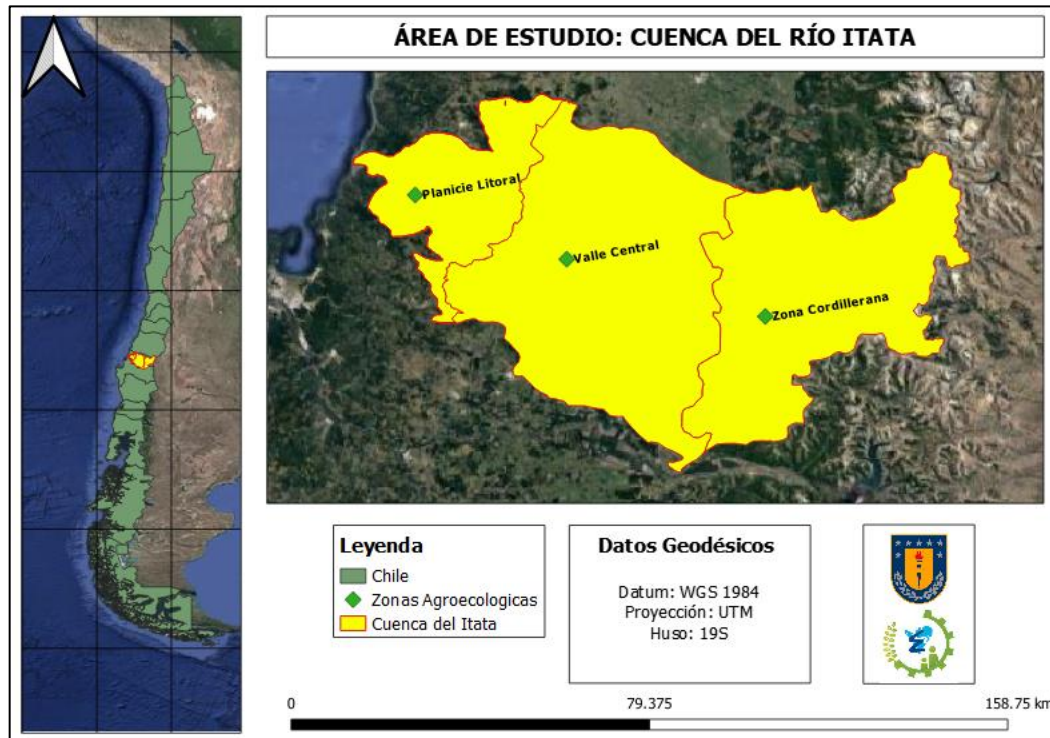 ÁREA DE ESTUDIO: CUENCA DEL RÍO ITATA
Planicie Litoral
Valle Central
Zona Cordillerana
Leyenda
Chile
Zonas Agroecologicas
Cuenca del Itata
Datos Geodésicos
Datum: WGS 1984
Proyección: UTM
Huso: 19S
0 79.375 158.75 km